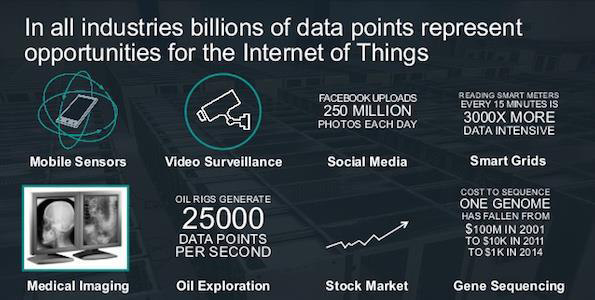 In all industries billions of data points represent
opportunities for the Internet of Things
Mobile Sensors
Video Surveillance
FACEBOOK UPLOADS
250 MILLION
PHOTOS EACH DAY
Social Media
READING SMART METERS
EVERY 15 MINUTES IS
3000X MORE
DATA INTENSIVE
Smart Grids
Medical Imaging
OIL RIGS GENERATE
25000
DATA POINTS
PER SECOND
Oil Exploration
Stock Market
COST TO SEQUENCE
ONE GENOME
HAS FALLEN FROM
$100M IN 2001
TO $10K IN 2011
TO $1K IN 2014
Gene Sequencing